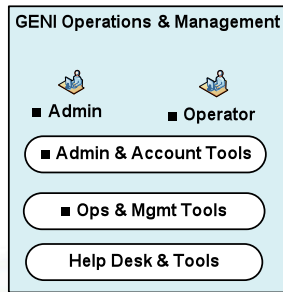 GENI Operations & Management
■ Admin
■ Operator
■ Admin & Account Tools
■ Ops & Mgmt Tools
Help Desk & Tools